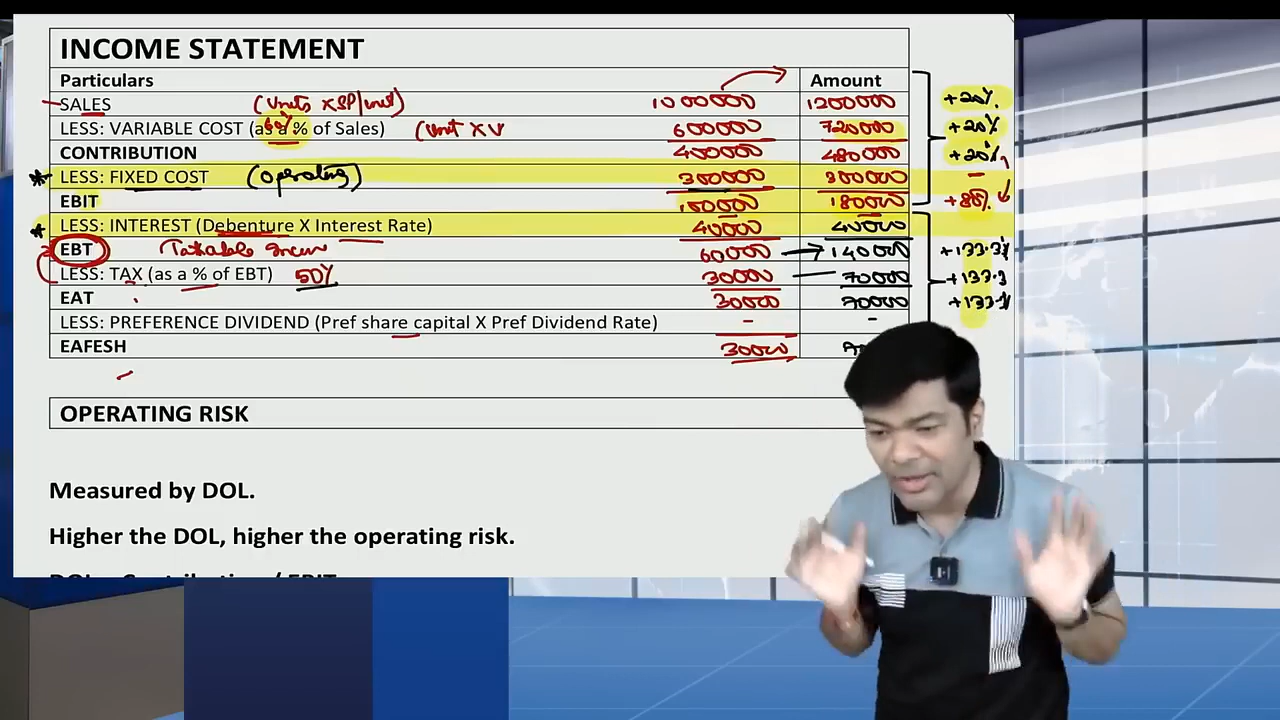 INCOME STATEMENT
Particulars Amount
SALES (Units x SP/unit) 1000000 1200000 +20%
LESS: VARIABLE COST (as a % of Sales) 60% (Unit x V 600000 720000 +20%
CONTRIBUTION 400000 480000 +20%
* LESS: FIXED COST (Operating) 300000 300000 -
EBIT 100000 180000 +80%
* LESS: INTEREST (Debenture X Interest Rate) 40000 40000
EBT Taxable 60000 140000 +133.3%
LESS: TAX (as a % of EBT) 50% 30000 70000 +133.3
EAT 30000 70000 +133.3
LESS: PREFERENCE DIVIDEND (Pref share capital X Pref Dividend Rate) - -
EAFESH 30000
OPERATING RISK
Measured by DOL.
Higher the DOL, higher the operating risk.